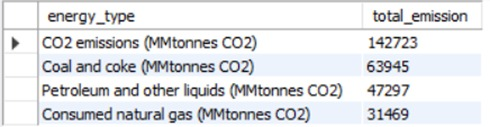 energy_type total_emission
CO2 emissions (MMtonnes CO2) 142723
Coal and coke (MMtonnes CO2) 63945
Petroleum and other liquids (MMtonnes CO2) 47297
Consumed natural gas (MMtonnes CO2) 31469